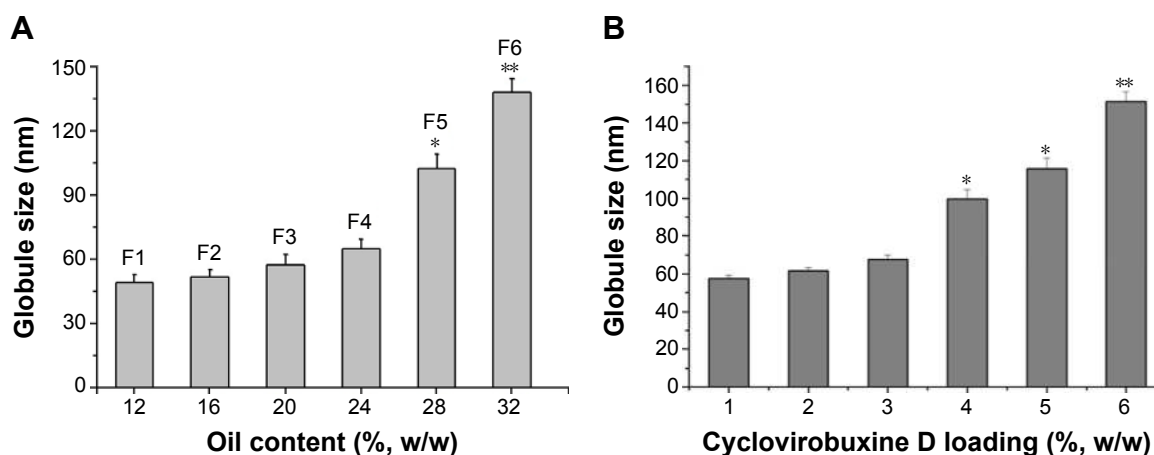 A
Globule size (nm)
150
120
90
60
30
0
F1
F2
F3
F4
F5
*
F6
**
12 16 20 24 28 32
Oil content (%, w/w)
B
Globule size (nm)
160
140
120
100
80
60
40
20
0
*
*
**
1 2 3 4 5 6
Cyclovirobuxine D loading (%, w/w)